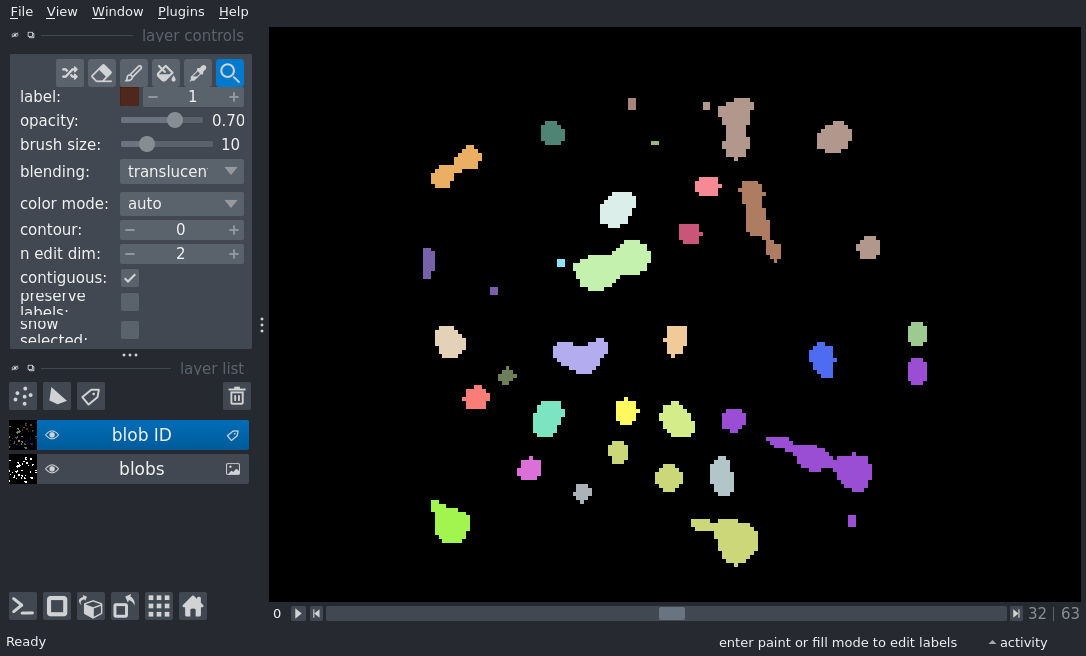 File View Window Plugins Help
layer controls
label: 1
opacity: 0.70
brush size: 10
blending: translucen
color mode: auto
contour: 0
n edit dim: 2
contiguous:
preserve
labels:
show
selected:
layer list
blob ID
blobs
0 32 | 63
Ready enter paint or fill mode to edit labels activity